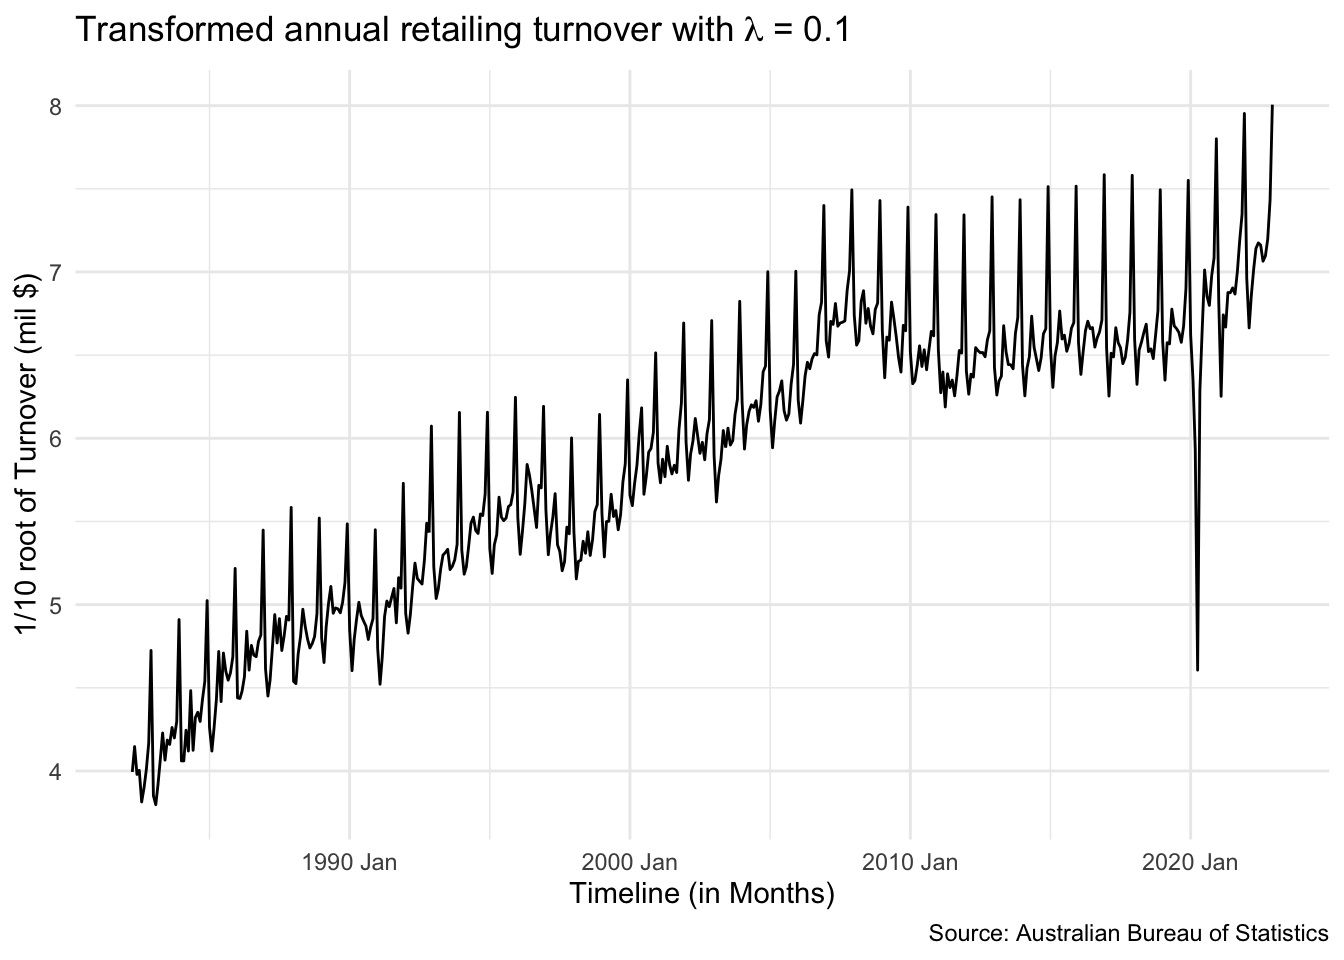 Transformed annual retailing turnover with λ = 0.1
1/10 root of Turnover (mil $)
8
7
6
5
4
1990 Jan
2000 Jan
2010 Jan
2020 Jan
Timeline (in Months)
Source: Australian Bureau of Statistics